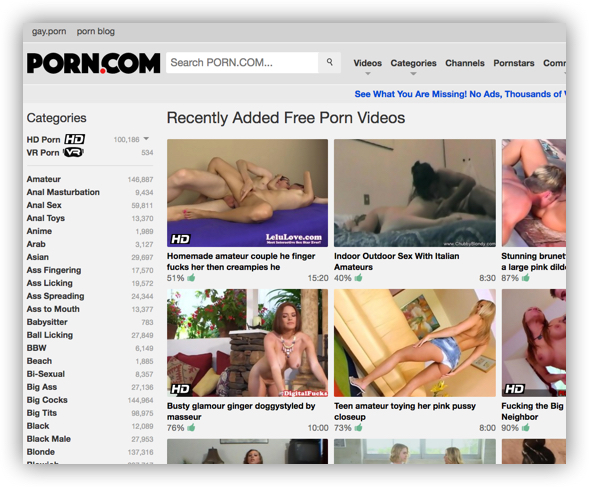 gay.porn porn blog
PORN.COM Search PORN.COM... Videos Categories Channels Pornstars
See What You Are Missing! No Ads, Thousands of
Categories
HD Porn HD 100,186
VR Porn VR 534
Amateur 146,887
Anal Masturbation 9,434
Anal Sex 59,811
Anal Toys 13,370
Anime 1,989
Arab 3,127
Asian 29,697
Ass Fingering 17,570
Ass Licking 19,572
Ass Spreading 24,344
Ass to Mouth 13,377
Babysitter 783
Ball Licking 27,849
BBW 6,149
Beach 1,885
Bi-Sexual 8,357
Big Ass 27,136
Big Cocks 144,964
Big Tits 98,975
Black 12,089
Black Male 27,953
Blonde 137,316
Recently Added Free Porn Videos
HD LeluLove.com
Homemade amateur couple he finger
fucks her then creampies he
51% 15:20
Indoor Outdoor Sex With Italian
Amateurs
40% 8:30
Stunning brunet
a large pink dild
87%
HD DigitalFucks
Busty glamour ginger doggystyled by
masseur
76% 10:00
Teen amateur toying her pink pussy
closeup
73% 8:00
HD
Fucking the Big
Neighbor
90%